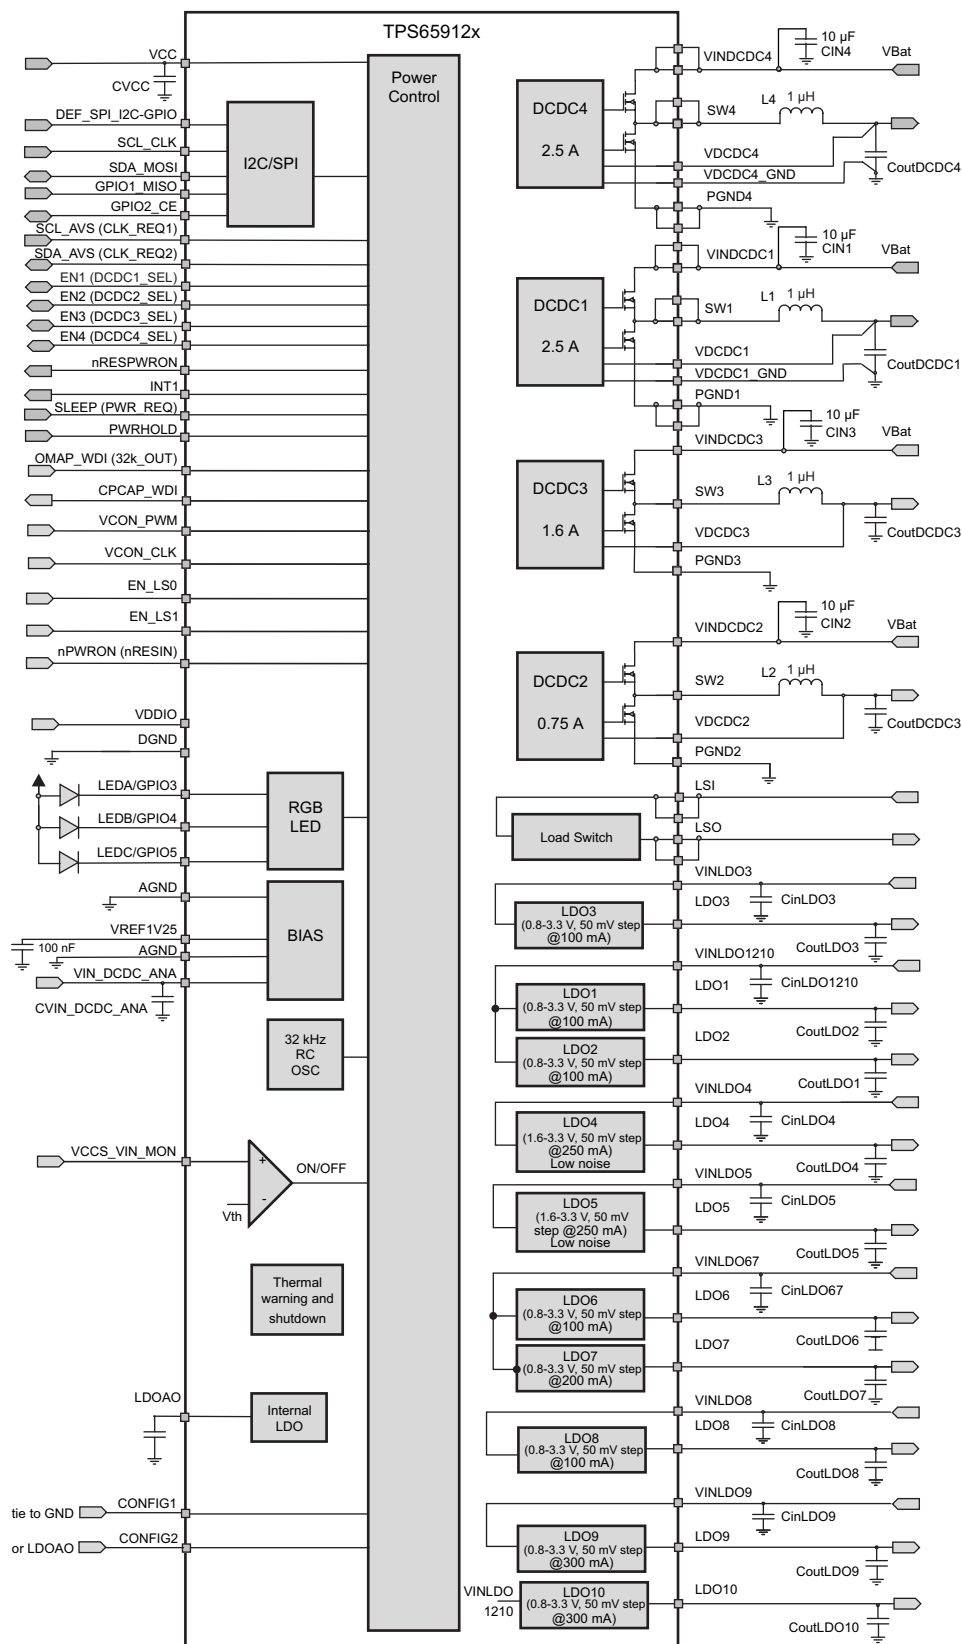 TPS65912x
Power
Control
VCC
CVCC
DEF_SPI_I2C-GPIO
SCL_CLK
SDA_MOSI
GPIO1_MISO
GPIO2_CE
I2C/SPI
SCL_AVS (CLK_REQ1)
SDA_AVS (CLK_REQ2)
EN1 (DCDC1_SEL)
EN2 (DCDC2_SEL)
EN3 (DCDC3_SEL)
EN4 (DCDC4_SEL)
nRESPWRON
INT1
SLEEP (PWR_REQ)
PWRHOLD
OMAP_WDI (32k_OUT)
CPCAP_WDI
VCON_PWM
VCON_CLK
EN_LS0
EN_LS1
nPWRON (nRESIN)
VDDIO
DGND
LEDA/GPIO3
LEDB/GPIO4
LEDC/GPIO5
RGB
LED
AGND
VREF1V25
100 nF
AGND
VIN_DCDC_ANA
CVIN_DCDC_ANA
BIAS
32 kHz
RC
OSC
VCCS_VIN_MON
+
-
Vth
ON/OFF
Thermal
warning and
shutdown
LDOAO
Internal
LDO
tie to GND
CONFIG1
or LDOAO
CONFIG2
DCDC4
2.5 A
VINDCDC4
10 µF
CIN4
VBat
SW4
L4
1 µH
VDCDC4
VDCDC4_GND
CoutDCDC4
PGND4
DCDC1
2.5 A
VINDCDC1
10 µF
CIN1
VBat
SW1
L1
1 µH
VDCDC1
VDCDC1_GND
CoutDCDC1
PGND1
DCDC3
1.6 A
VINDCDC3
10 µF
CIN3
VBat
SW3
L3
1 µH
VDCDC3
CoutDCDC3
PGND3
DCDC2
0.75 A
VINDCDC2
10 µF
CIN2
VBat
SW2
L2
1 µH
VDCDC2
CoutDCDC3
PGND2
LSI
Load Switch
LSO
VINLDO3
LDO3
CinLDO3
LDO3
(0.8-3.3 V, 50 mV step
@100 mA)
CoutLDO3
VINLDO1210
LDO1
CinLDO1210
LDO1
(0.8-3.3 V, 50 mV step
@100 mA)
CoutLDO2
LDO2
LDO2
(0.8-3.3 V, 50 mV step
@100 mA)
CoutLDO1
VINLDO4
LDO4
CinLDO4
LDO4
(1.6-3.3 V, 50 mV step
@250 mA)
Low noise
CoutLDO4
VINLDO5
LDO5
CinLDO5
LDO5
(1.6-3.3 V, 50 mV
step @250 mA)
Low noise
CoutLDO5
VINLDO67
LDO6
CinLDO67
LDO6
(0.8-3.3 V, 50 mV step
@100 mA)
CoutLDO6
LDO7
LDO7
(0.8-3.3 V, 50 mV step
@200 mA)
CoutLDO7
VINLDO8
LDO8
CinLDO8
LDO8
(0.8-3.3 V, 50 mV step
@100 mA)
CoutLDO8
VINLDO9
CinLDO9
LDO9
LDO9
(0.8-3.3 V, 50 mV step
@300 mA)
CoutLDO9
VINLDO
1210
LDO10
(0.8-3.3 V, 50 mV step
@300 mA)
LDO10
CoutLDO10